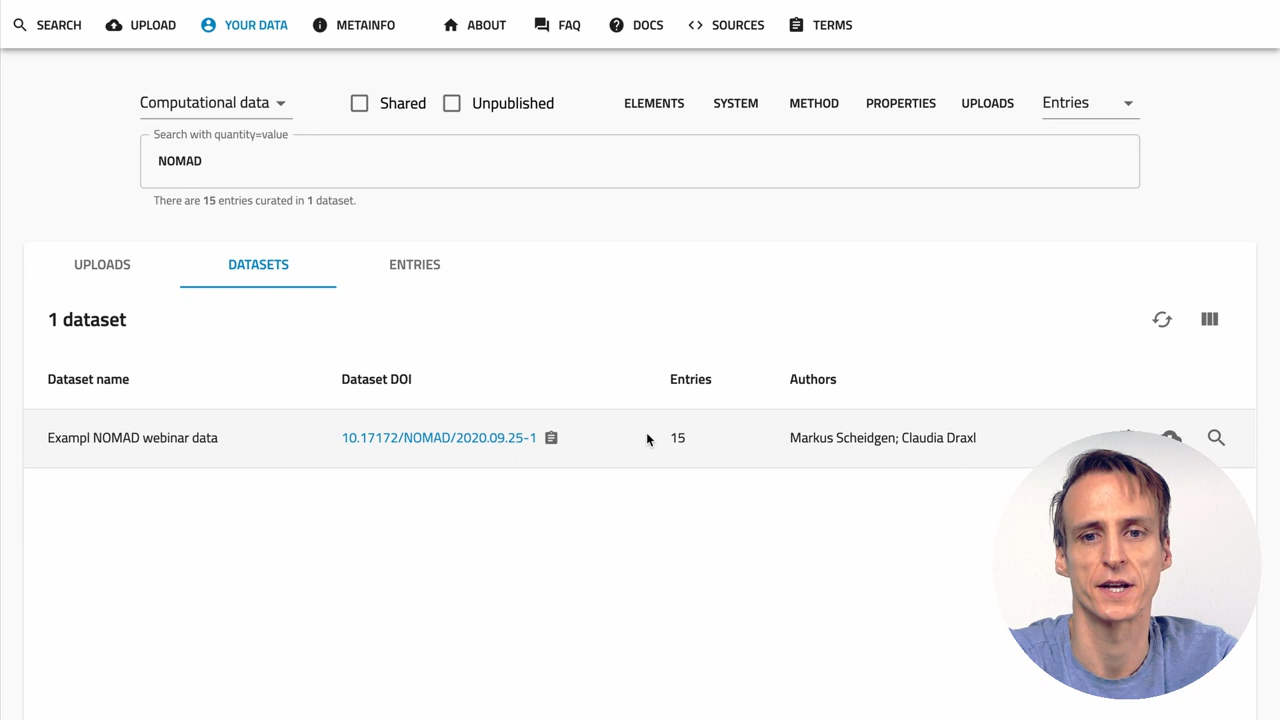 SEARCH UPLOAD YOUR DATA METAINFO ABOUT FAQ DOCS SOURCES TERMS
Computational data Shared Unpublished ELEMENTS SYSTEM METHOD PROPERTIES UPLOADS Entries
Search with quantity=value
NOMAD
There are 15 entries curated in 1 dataset.
UPLOADS DATASETS ENTRIES
1 dataset
Dataset name Dataset DOI Entries Authors
Exampl NOMAD webinar data 10.17172/NOMAD/2020.09.25-1 15 Markus Scheidgen; Claudia Draxl